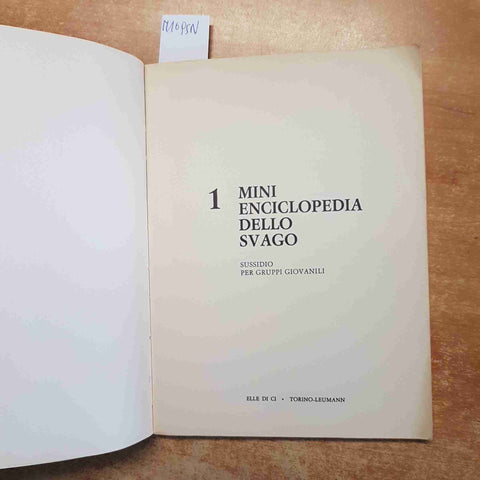 1 MINI
ENCICLOPEDIA
DELLO
SVAGO
SUSSIDIO
PER GRUPPI GIOVANILI
ELLE DI CI • TORINO-LEUMANN